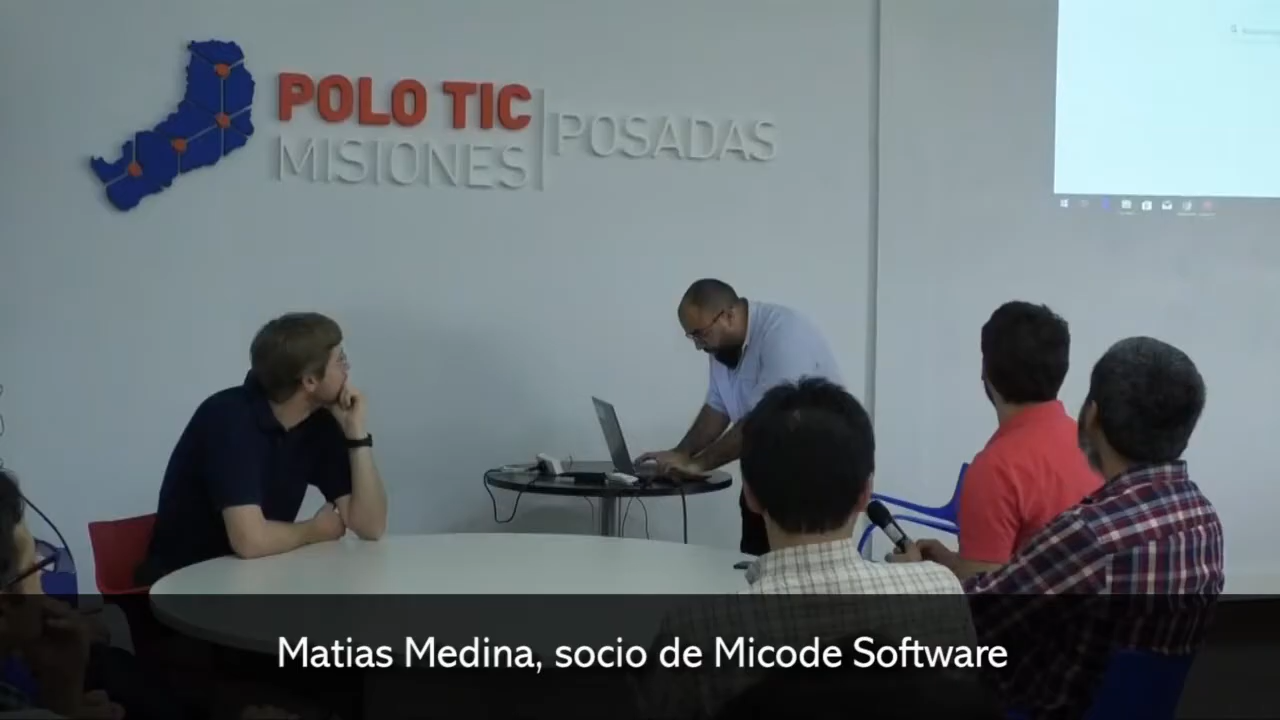 POLO TIC
MISIONES
POSADAS
Matias Medina, socio de Micode Software